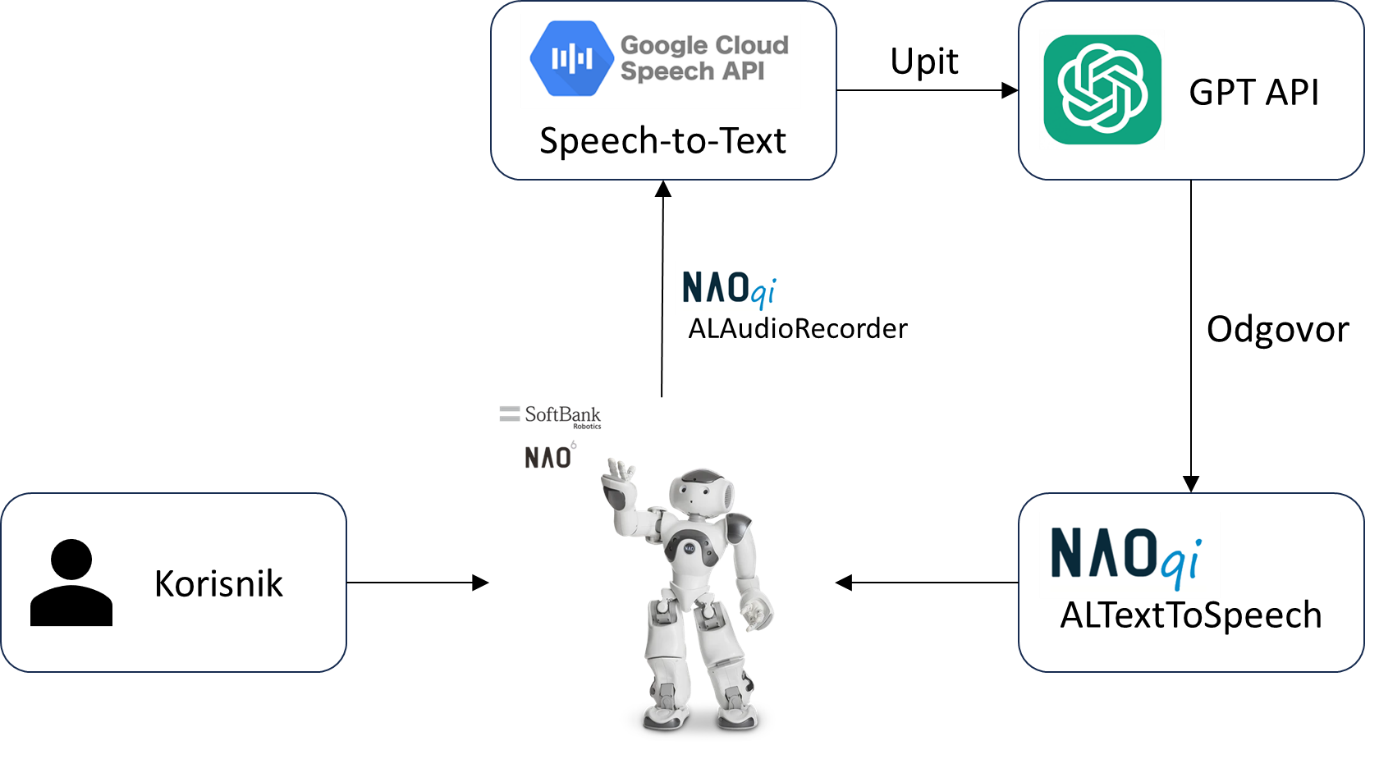 Google Cloud
Speech API
Speech-to-Text
Upit
GPT API
NAOqi
ALAudioRecorder
Odgovor
SoftBank
Robotics
NAO6
Korisnik
NAOqi
ALTextToSpeech